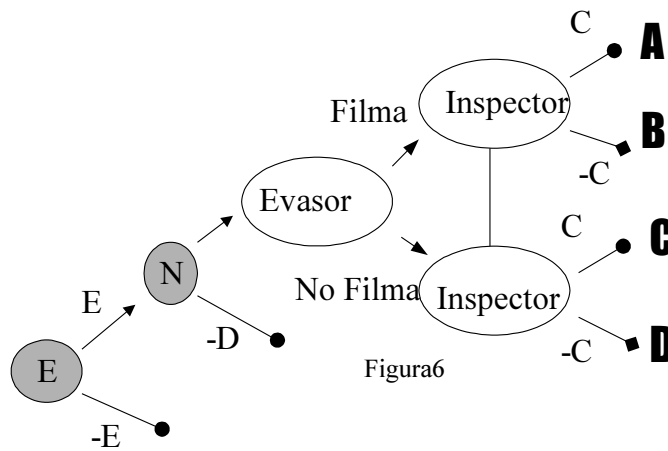 C
A
Inspector
Filma
B
-C
Evasor
C
C
N
No Filma
Inspector
E
-D
-C
D
Figura6
E
-E